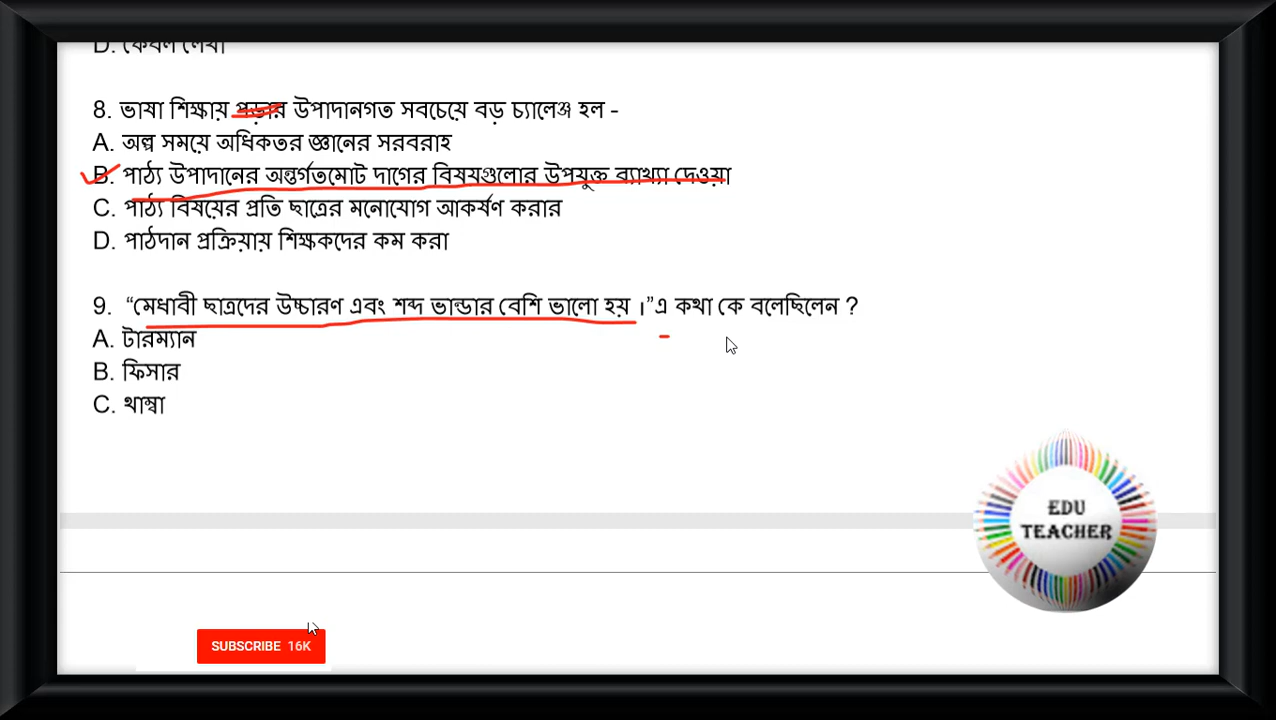 D. কেবল লেখা
8. ভাষা শিক্ষায় পড়ার উপাদানগত সবচেয়ে বড় চ্যালেঞ্জ হল -
A. অল্প সময়ে অধিকতর জ্ঞানের সরবরাহ
B. পাঠ্য উপাদানের অন্তর্গতমোট দাগের বিষয়গুলোর উপযুক্ত ব্যাখ্যা দেওয়া
C. পাঠ্য বিষয়ের প্রতি ছাত্রের মনোযোগ আকর্ষণ করার
D. পাঠদান প্রক্রিয়ায় শিক্ষকদের কম করা
9. “মেধাবী ছাত্রদের উচ্চারণ এবং শব্দ ভান্ডার বেশি ভালো হয় ।”এ কথা কে বলেছিলেন ?
A. টারম্যান
B. ফিসার
C. থাম্বা
EDU
TEACHER
SUBSCRIBE 16K